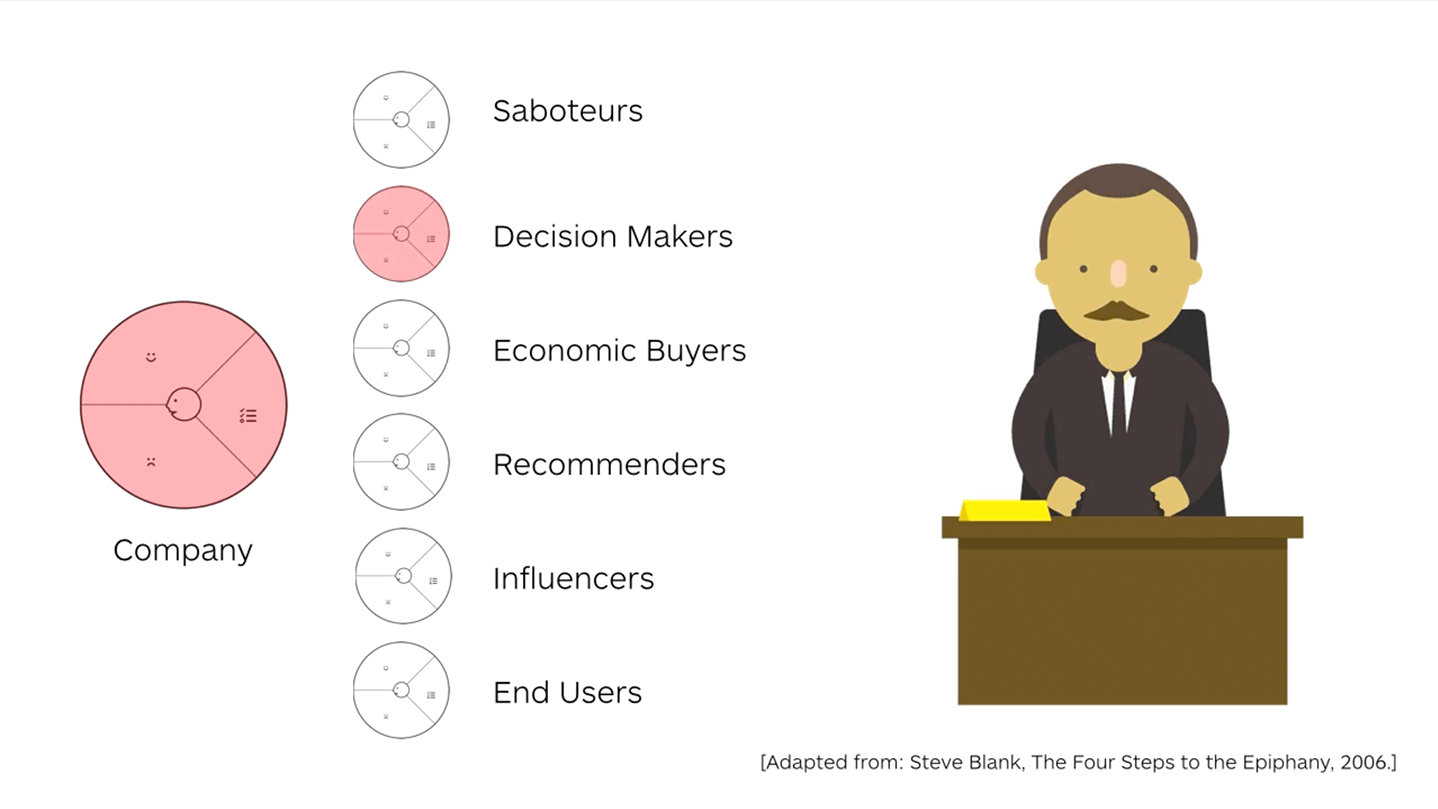 Saboteurs
Decision Makers
Economic Buyers
Recommenders
Influencers
End Users
Company
[Adapted from: Steve Blank, The Four Steps to the Epiphany, 2006.]